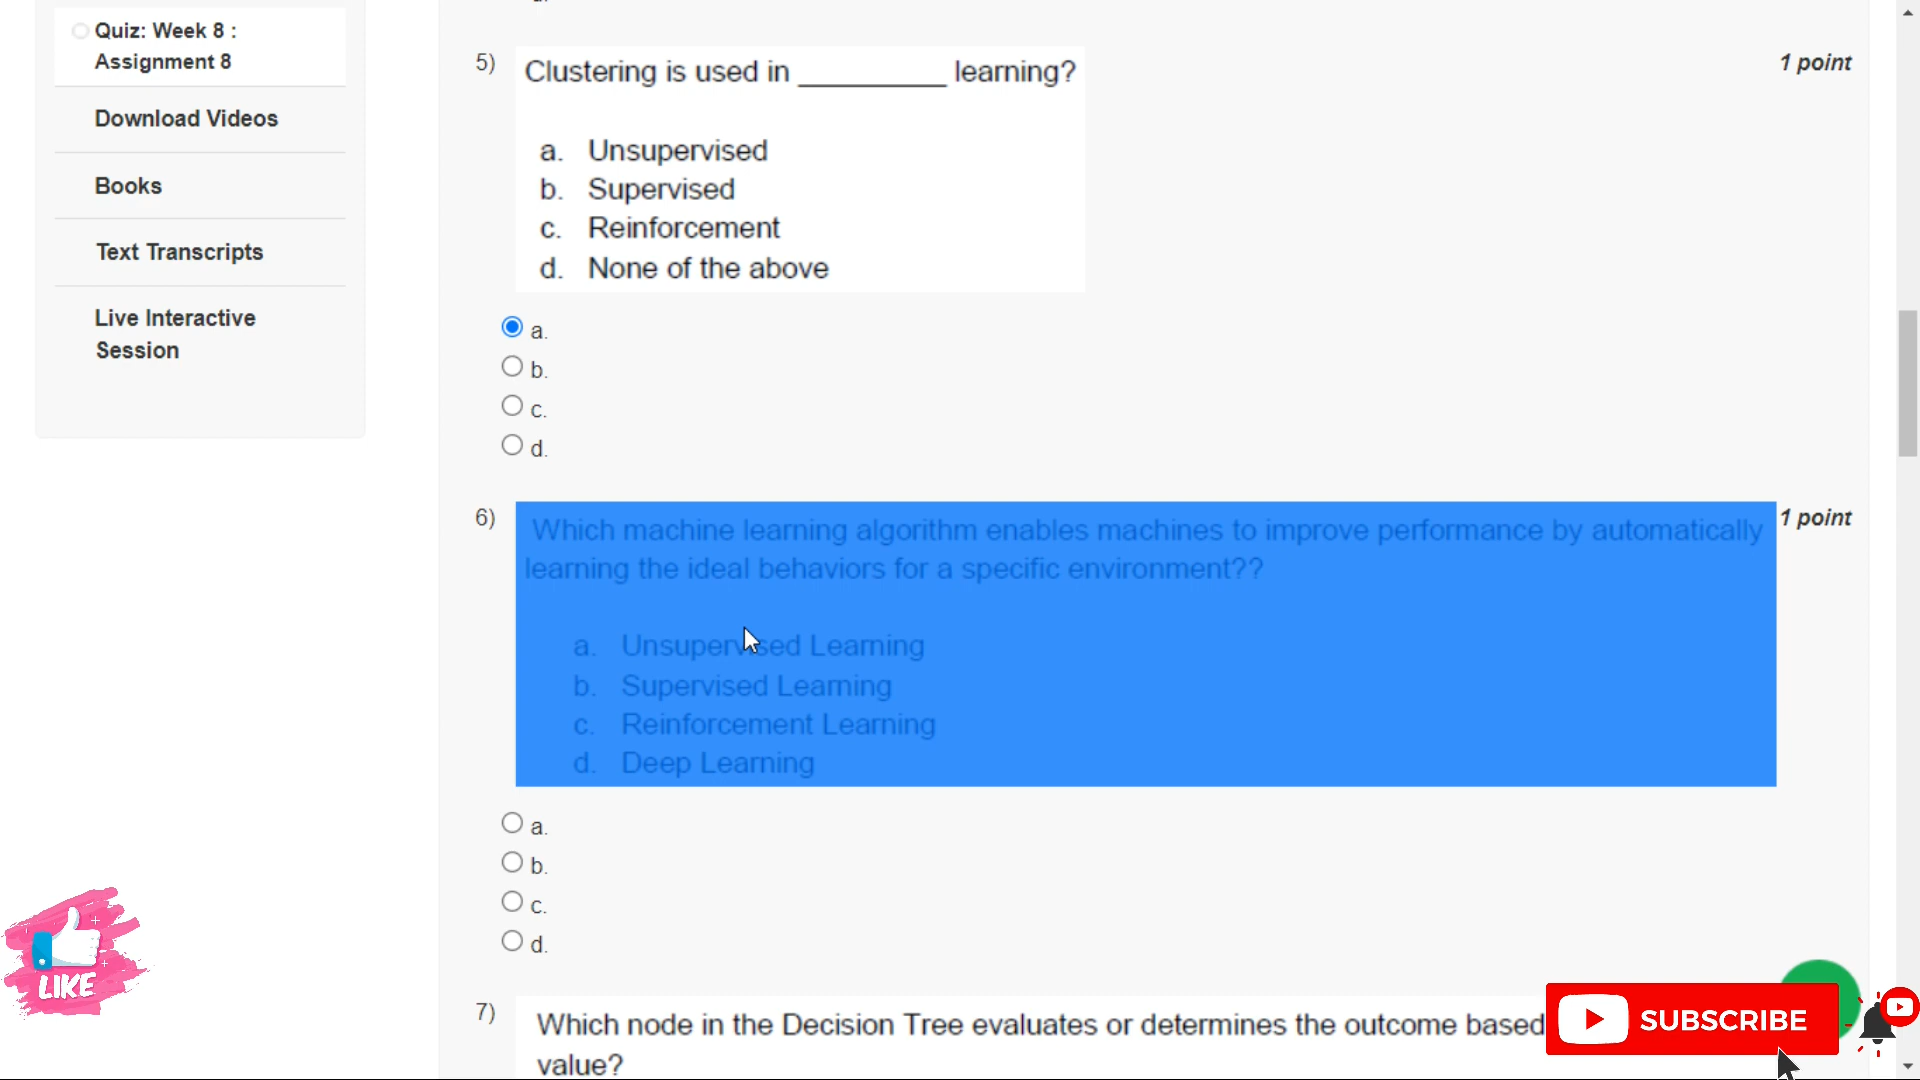 Quiz: Week 8 :
Assignment 8
Download Videos
Books
Text Transcripts
Live Interactive
Session
5)
Clustering is used in __________ learning?
1 point
a. Unsupervised
b. Supervised
c. Reinforcement
d. None of the above
a.
b.
c.
d.
6)
Which machine learning algorithm enables machines to improve performance by automatically
learning the ideal behaviors for a specific environment??
1 point
a. Unsupervised Learning
b. Supervised Learning
c. Reinforcement Learning
d. Deep Learning
a.
b.
c.
d.
7)
Which node in the Decision Tree evaluates or determines the outcome based
value?
LIKE
SUBSCRIBE